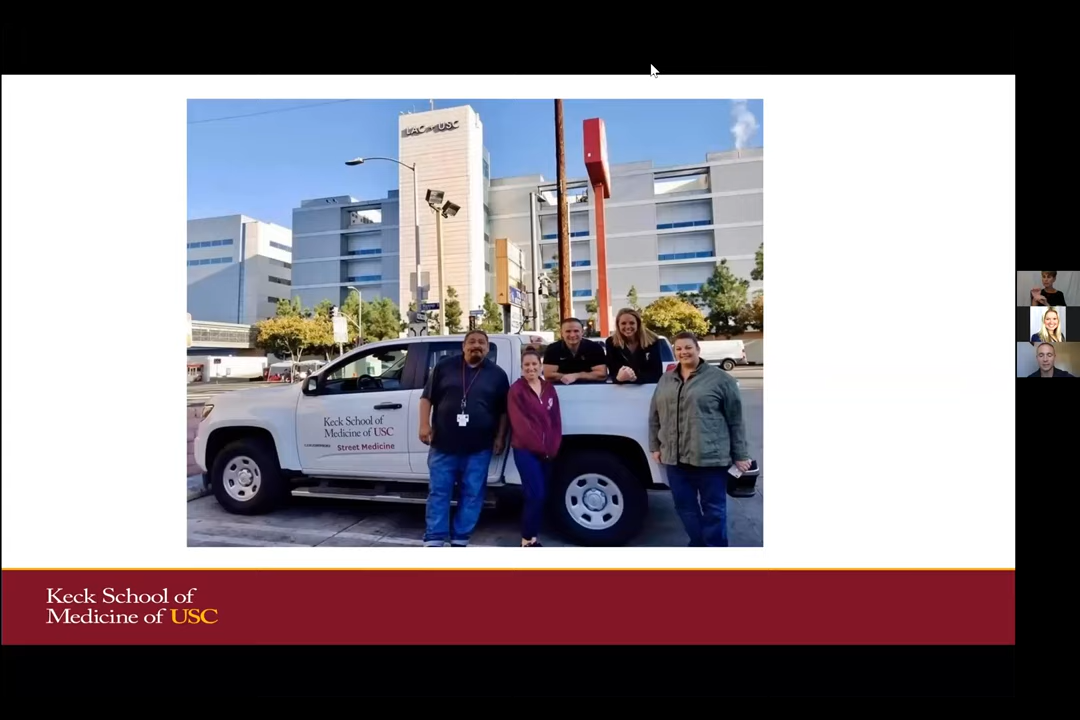 LAC+USC
Keck School of
Medicine of USC
Street Medicine
Keck School of
Medicine of USC